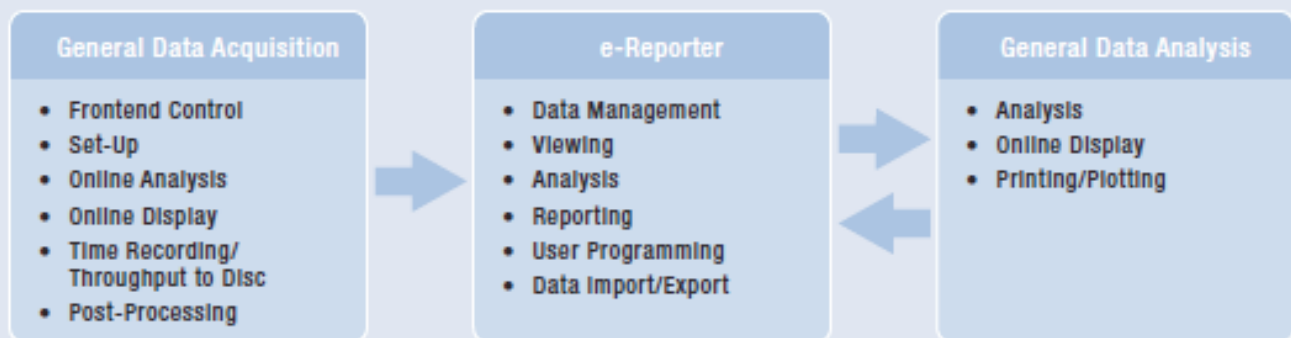 General Data Acquisition
• Frontend Control
• Set-Up
• Online Analysis
• Online Display
• Time Recording/
Throughput to Disc
• Post-Processing
e-Reporter
• Data Management
• Viewing
• Analysis
• Reporting
• User Programming
• Data Import/Export
General Data Analysis
• Analysis
• Online Display
• Printing/Plotting